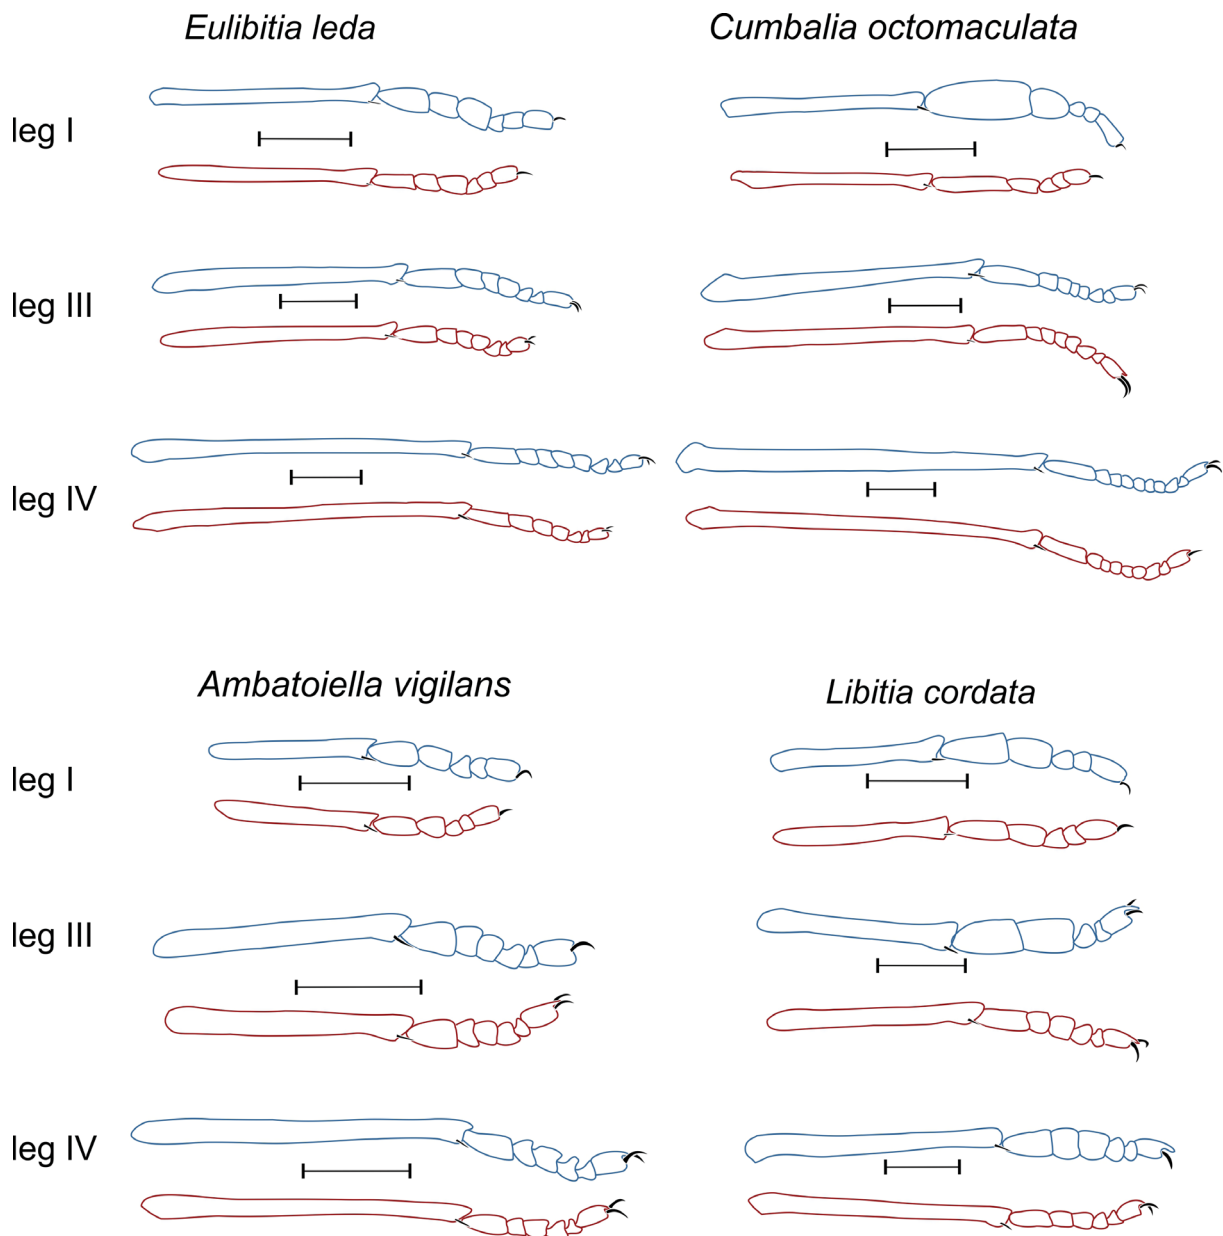 Eulibitia leda
Cumbalia octomaculata
leg I
leg III
leg IV
Ambatoiella vigilans
Libitia cordata
leg I
leg III
leg IV